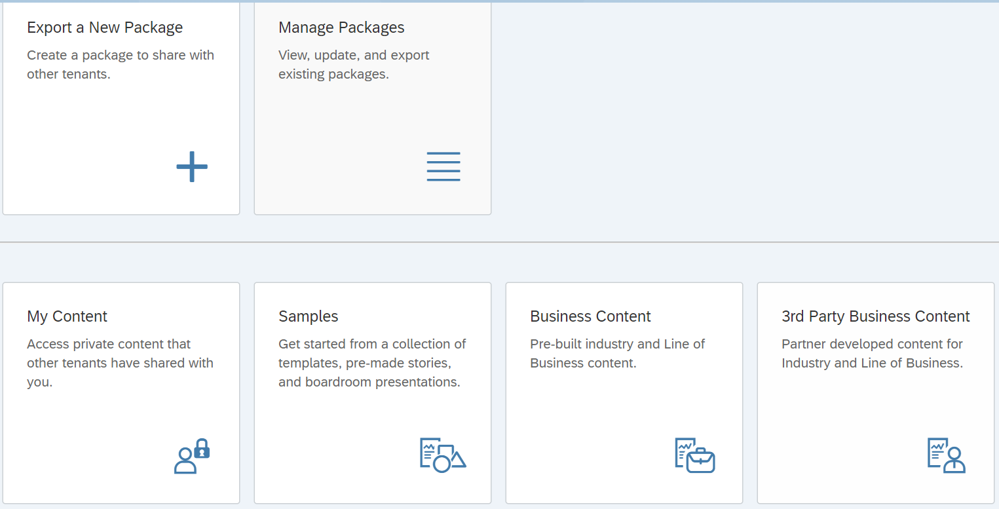 Export a New Package
Create a package to share with
other tenants.
Manage Packages
View, update, and export
existing packages.
My Content
Access private content that
other tenants have shared with
you.
Samples
Get started from a collection of
templates, pre-made stories,
and boardroom presentations.
Business Content
Pre-built industry and Line of
Business content.
3rd Party Business Content
Partner developed content for
Industry and Line of Business.